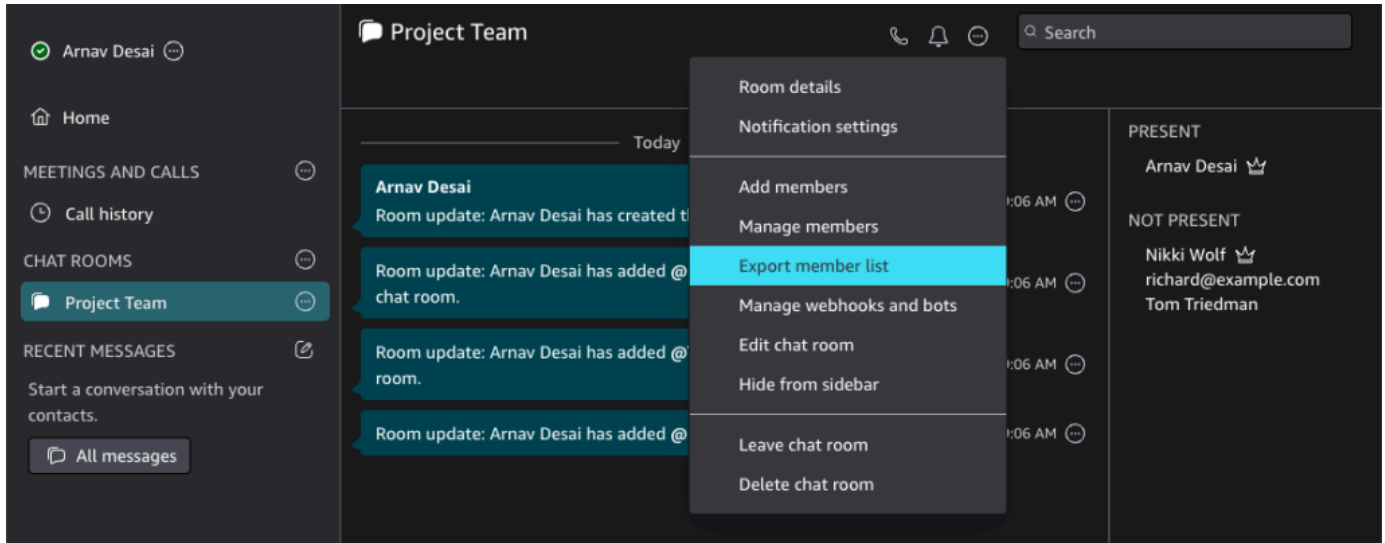 Arnav Desai
Home
MEETINGS AND CALLS
Call history
CHAT ROOMS
Project Team
RECENT MESSAGES
Start a conversation with your
contacts.
All messages
Project Team
Search
Today
Arnav Desai
Room update: Arnav Desai has created
:06 AM
Room update: Arnav Desai has added @
chat room.
:06 AM
Room update: Arnav Desai has added @
room.
:06 AM
Room update: Arnav Desai has added @
:06 AM
Room details
Notification settings
Add members
Manage members
Export member list
Manage webhooks and bots
Edit chat room
Hide from sidebar
Leave chat room
Delete chat room
PRESENT
Arnav Desai
NOT PRESENT
Nikki Wolf
richard@example.com
Tom Triedman